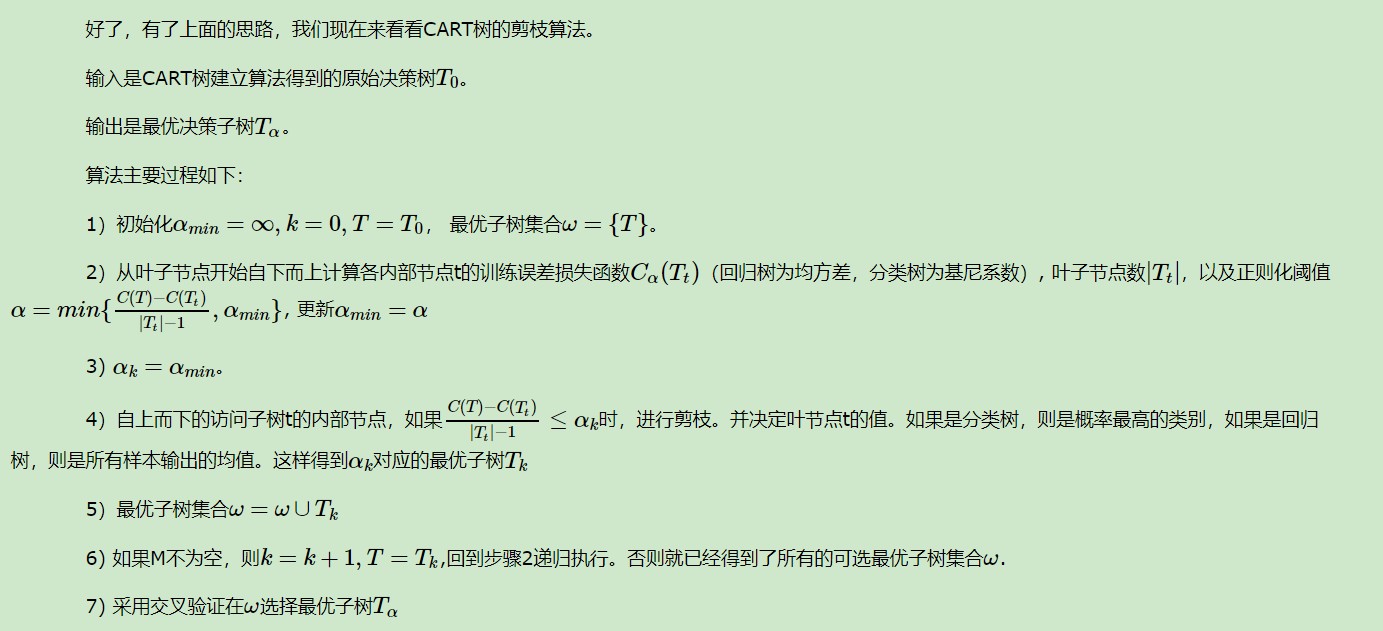 好了，有了上面的思路，我们现在来看看CART树的剪枝算法。
输入是CART树建立算法得到的原始决策树$T_0$。
输出是最优决策子树$T_\alpha$。
算法主要过程如下：
1）初始化$\alpha_{min} = \infty, k = 0, T = T_0$， 最优子树集合$\omega = \{T\}$。
2）从叶子节点开始自下而上计算各内部节点t的训练误差损失函数$C_\alpha(T_t)$（回归树为均方差，分类树为基尼系数）, 叶子节点数$|T_t|$，以及正则化阈值
$\alpha = min\{\frac{C(T)-C(T_t)}{|T_t|-1}, \alpha_{min}\}$, 更新$\alpha_{min} = \alpha$
3) $\alpha_k = \alpha_{min}$。
4）自上而下的访问子树t的内部节点，如果$\frac{C(T)-C(T_t)}{|T_t|-1} \leq \alpha_k$时，进行剪枝。并决定叶节点t的值。如果是分类树，则是概率最高的类别，如果是回归
树，则是所有样本输出的均值。这样得到$\alpha_k$对应的最优子树$T_k$
5）最优子树集合$\omega = \omega \cup T_k$
6) 如果M不为空，则$k = k + 1, T = T_k$,回到步骤2递归执行。否则就已经得到了所有的可选最优子树集合$\omega$.
7) 采用交叉验证在$\omega$选择最优子树$T_\alpha$